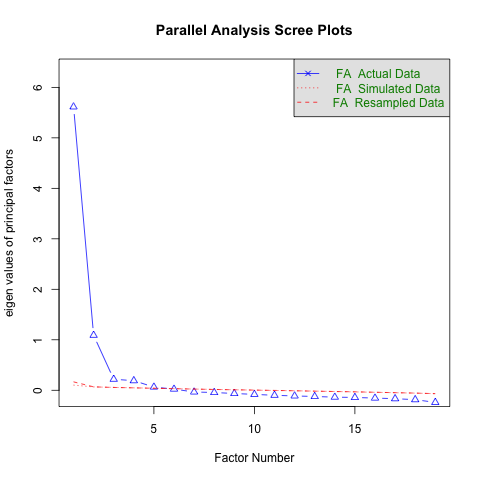 Parallel Analysis Scree Plots
FA  Actual Data
FA  Simulated Data
FA  Resampled Data
eigen values of principal factors
6
5
4
3
2
1
0
5 10 15
Factor Number